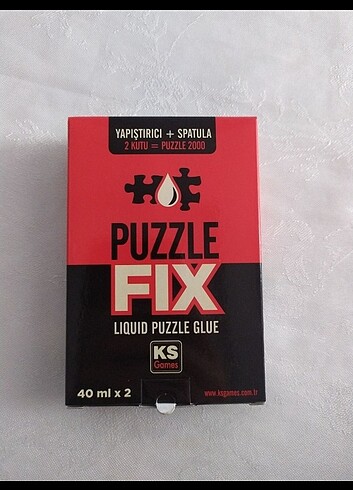 YAPIŞTIRICI + SPATULA
2 KUTU = PUZZLE 2000
PUZZLE
FIX
LIQUID PUZZLE GLUE
KS
Games
40 ml x 2
www.ksgames.com.tr